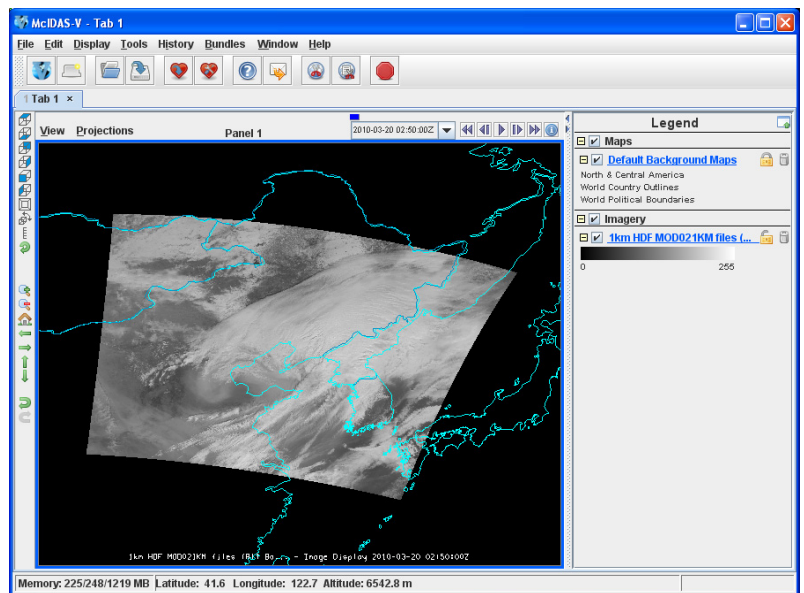 McIDAS-V - Tab 1
File Edit Display Tools History Bundles Window Help
1 Tab 1 ×
View Projections
Panel 1
2010-03-20 02:50:00Z
Legend
Maps
Default Background Maps
North & Central America
World Country Outlines
World Political Boundaries
Imagery
1km HDF MOD021KM files (...
0 255
1km HDF MOD021KM files - Image Display 2010-03-20 02:50:00Z
Memory: 225/248/1219 MB Latitude: 41.6 Longitude: 122.7 Altitude: 6542.8 m